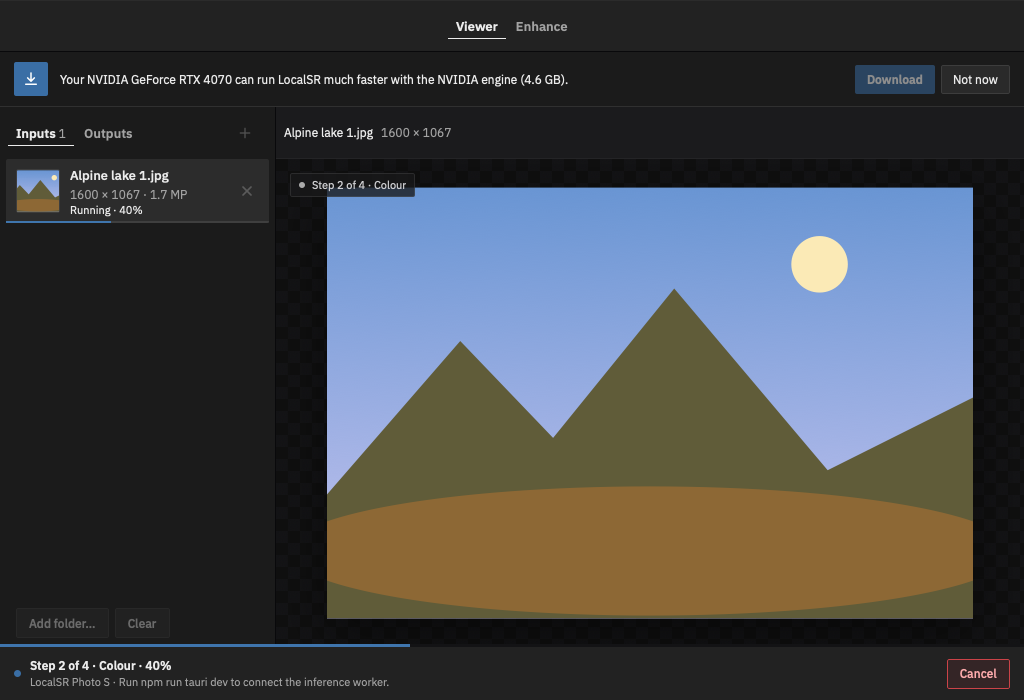 Viewer Enhance
Your NVIDIA GeForce RTX 4070 can run LocalSR much faster with the NVIDIA engine (4.6 GB).
Download
Not now
Inputs 1
Outputs
Alpine lake 1.jpg 1600 × 1067
Alpine lake 1.jpg
1600 × 1067 · 1.7 MP
Running · 40%
Step 2 of 4 · Colour
Add folder...
Clear
Step 2 of 4 · Colour · 40%
LocalSR Photo S · Run npm run tauri dev to connect the inference worker.
Cancel